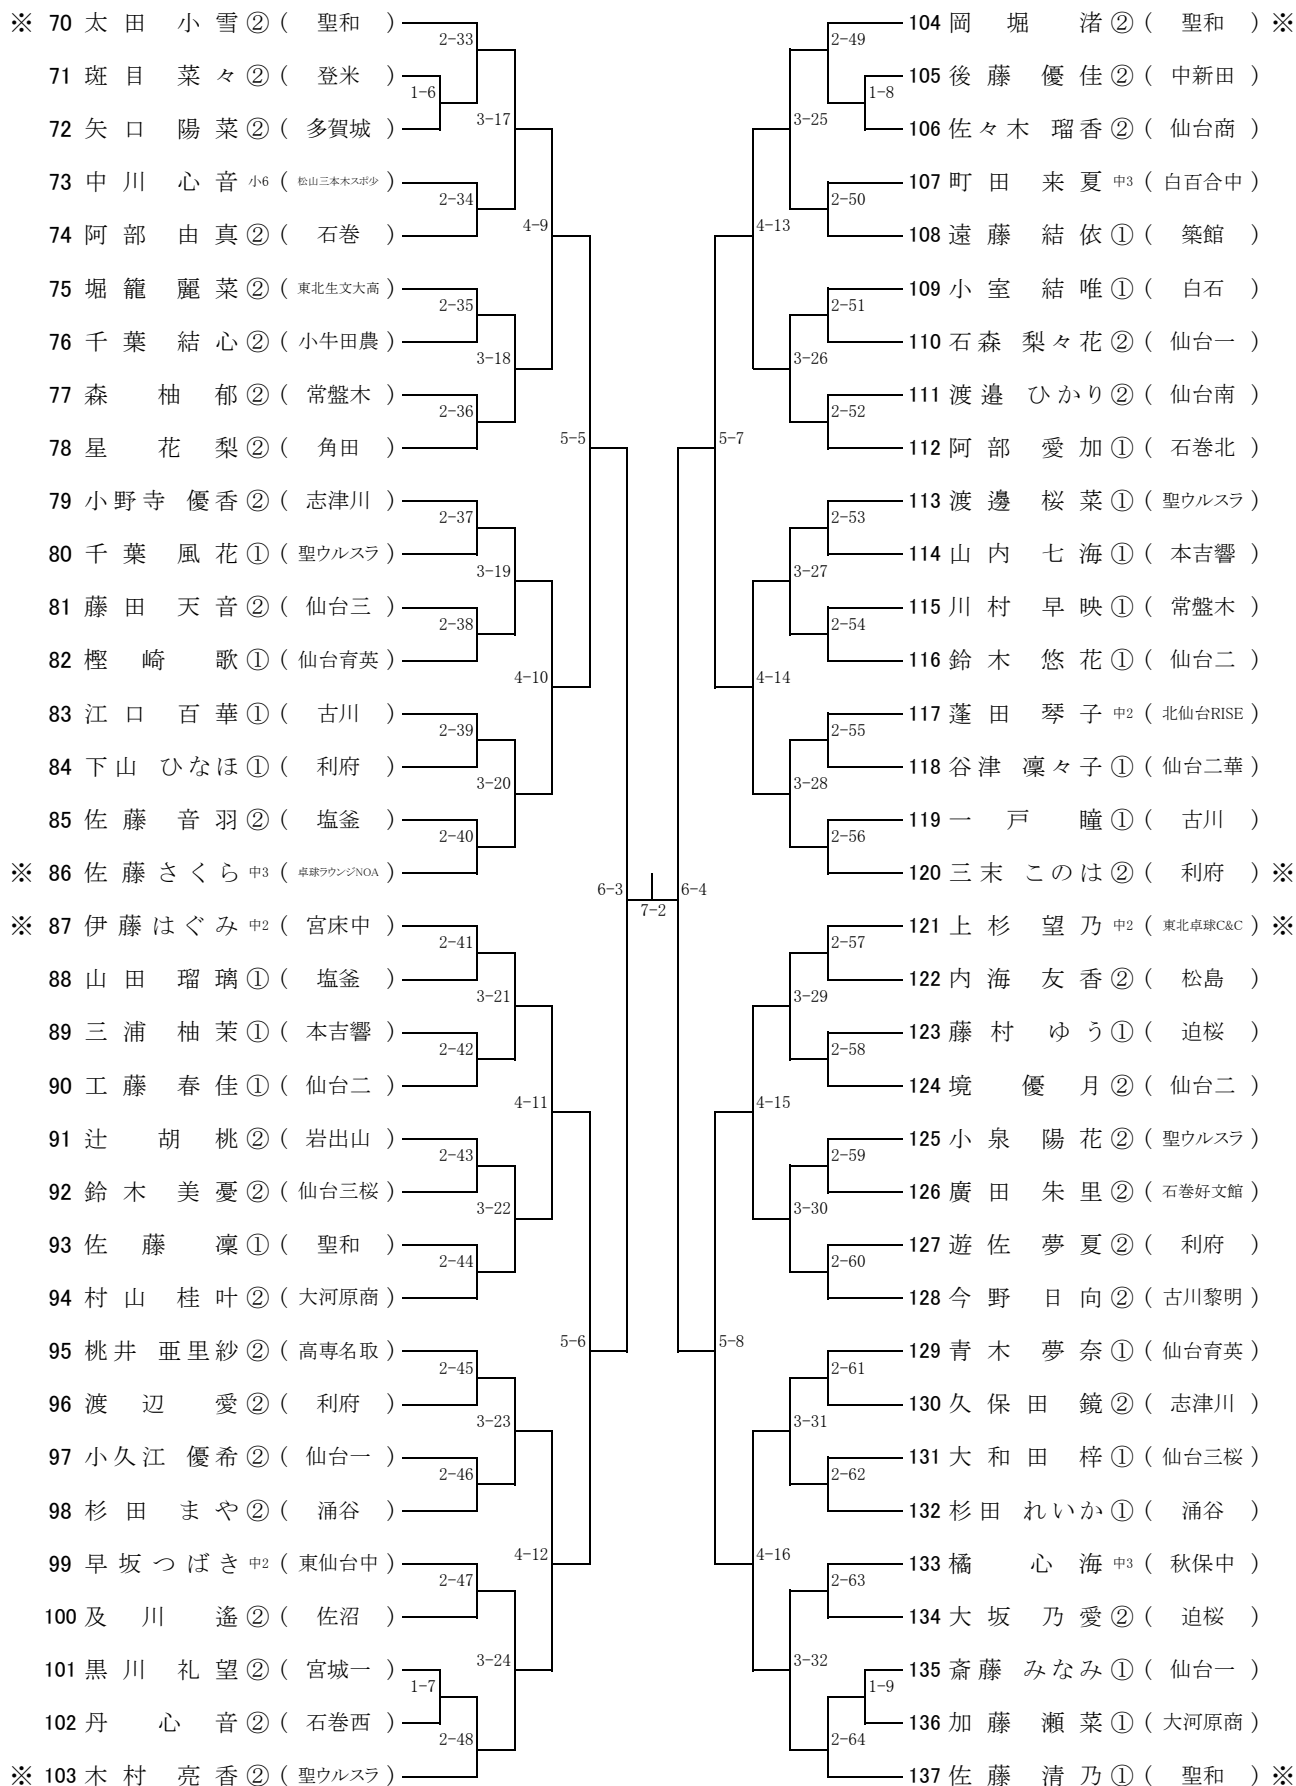 ※ 70 太田 小雪② ( 聖和 )
2-33
71 斑目 菜々② ( 登米 )
1-6
72 矢口 陽菜② ( 多賀城 )
3-17
73 中川 心音 小6 ( 松山三本木スポ少 )
2-34
74 阿部 由真② ( 石巻 )
4-9
75 堀籠 麗菜② ( 東北生文大高 )
2-35
76 千葉 結心② ( 小牛田農 )
3-18
77 森 柚郁② ( 常盤木 )
2-36
78 星 花梨② ( 角田 )
5-5
79 小野寺 優香② ( 志津川 )
2-37
80 千葉 風花① ( 聖ウルスラ )
3-19
81 藤田 天音② ( 仙台三 )
2-38
82 樫崎 歌① ( 仙台育英 )
4-10
83 江口 百華① ( 古川 )
2-39
84 下山 ひなほ① ( 利府 )
3-20
85 佐藤 音羽② ( 塩釜 )
2-40
※ 86 佐藤さくら 中3 ( 卓球ラウンジNOA )
6-3
※ 87 伊藤はぐみ 中2 ( 宮床中 )
2-41
88 山田 瑠璃① ( 塩釜 )
3-21
89 三浦 柚茉① ( 本吉響 )
2-42
90 工藤 春佳① ( 仙台二 )
4-11
91 辻 胡桃② ( 岩出山 )
2-43
92 鈴木 美憂② ( 仙台三桜 )
3-22
93 佐藤 凜① ( 聖和 )
2-44
94 村山 桂叶② ( 大河原商 )
5-6
95 桃井 亜里紗② ( 高専名取 )
2-45
96 渡辺 愛② ( 利府 )
3-23
97 小久江 優希② ( 仙台一 )
2-46
98 杉田 まや② ( 涌谷 )
4-12
99 早坂つばき 中2 ( 東仙台中 )
2-47
100 及川 遙② ( 佐沼 )
3-24
101 黒川 礼望② ( 宮城一 )
1-7
102 丹 心音② ( 石巻西 )
2-48
※ 103 木村 亮香② ( 聖ウルスラ )
7-2
104 岡堀 渚② ( 聖和 ) ※
2-49
105 後藤 優佳② ( 中新田 )
1-8
106 佐々木 瑠香② ( 仙台商 )
3-25
107 町田 来夏 中3 ( 白百合中 )
2-50
108 遠藤 結依① ( 築館 )
4-13
109 小室 結唯① ( 白石 )
2-51
110 石森 梨々花② ( 仙台一 )
3-26
111 渡邉 ひかり② ( 仙台南 )
2-52
112 阿部 愛加① ( 石巻北 )
5-7
113 渡邊 桜菜① ( 聖ウルスラ )
2-53
114 山内 七海① ( 本吉響 )
3-27
115 川村 早映① ( 常盤木 )
2-54
116 鈴木 悠花① ( 仙台二 )
4-14
117 蓬田 琴子 中2 ( 北仙台RISE )
2-55
118 谷津 凜々子① ( 仙台二華 )
3-28
119 一戸 瞳① ( 古川 )
2-56
120 三末 このは② ( 利府 ) ※
6-4
121 上杉 望乃 中2 ( 東北卓球C&C ) ※
2-57
122 内海 友香② ( 松島 )
3-29
123 藤村 ゆう① ( 迫桜 )
2-58
124 境 優月② ( 仙台二 )
4-15
125 小泉 陽花② ( 聖ウルスラ )
2-59
126 廣田 朱里② ( 石巻好文館 )
3-30
127 遊佐 夢夏② ( 利府 )
2-60
128 今野 日向② ( 古川黎明 )
5-8
129 青木 夢奈① ( 仙台育英 )
2-61
130 久保田 鏡② ( 志津川 )
3-31
131 大和田 梓① ( 仙台三桜 )
2-62
132 杉田 れいか① ( 涌谷 )
4-16
133 橘 心海 中3 ( 秋保中 )
2-63
134 大坂 乃愛② ( 迫桜 )
3-32
135 斎藤 みなみ① ( 仙台一 )
1-9
136 加藤 瀬菜① ( 大河原商 )
2-64
137 佐藤 清乃① ( 聖和 ) ※